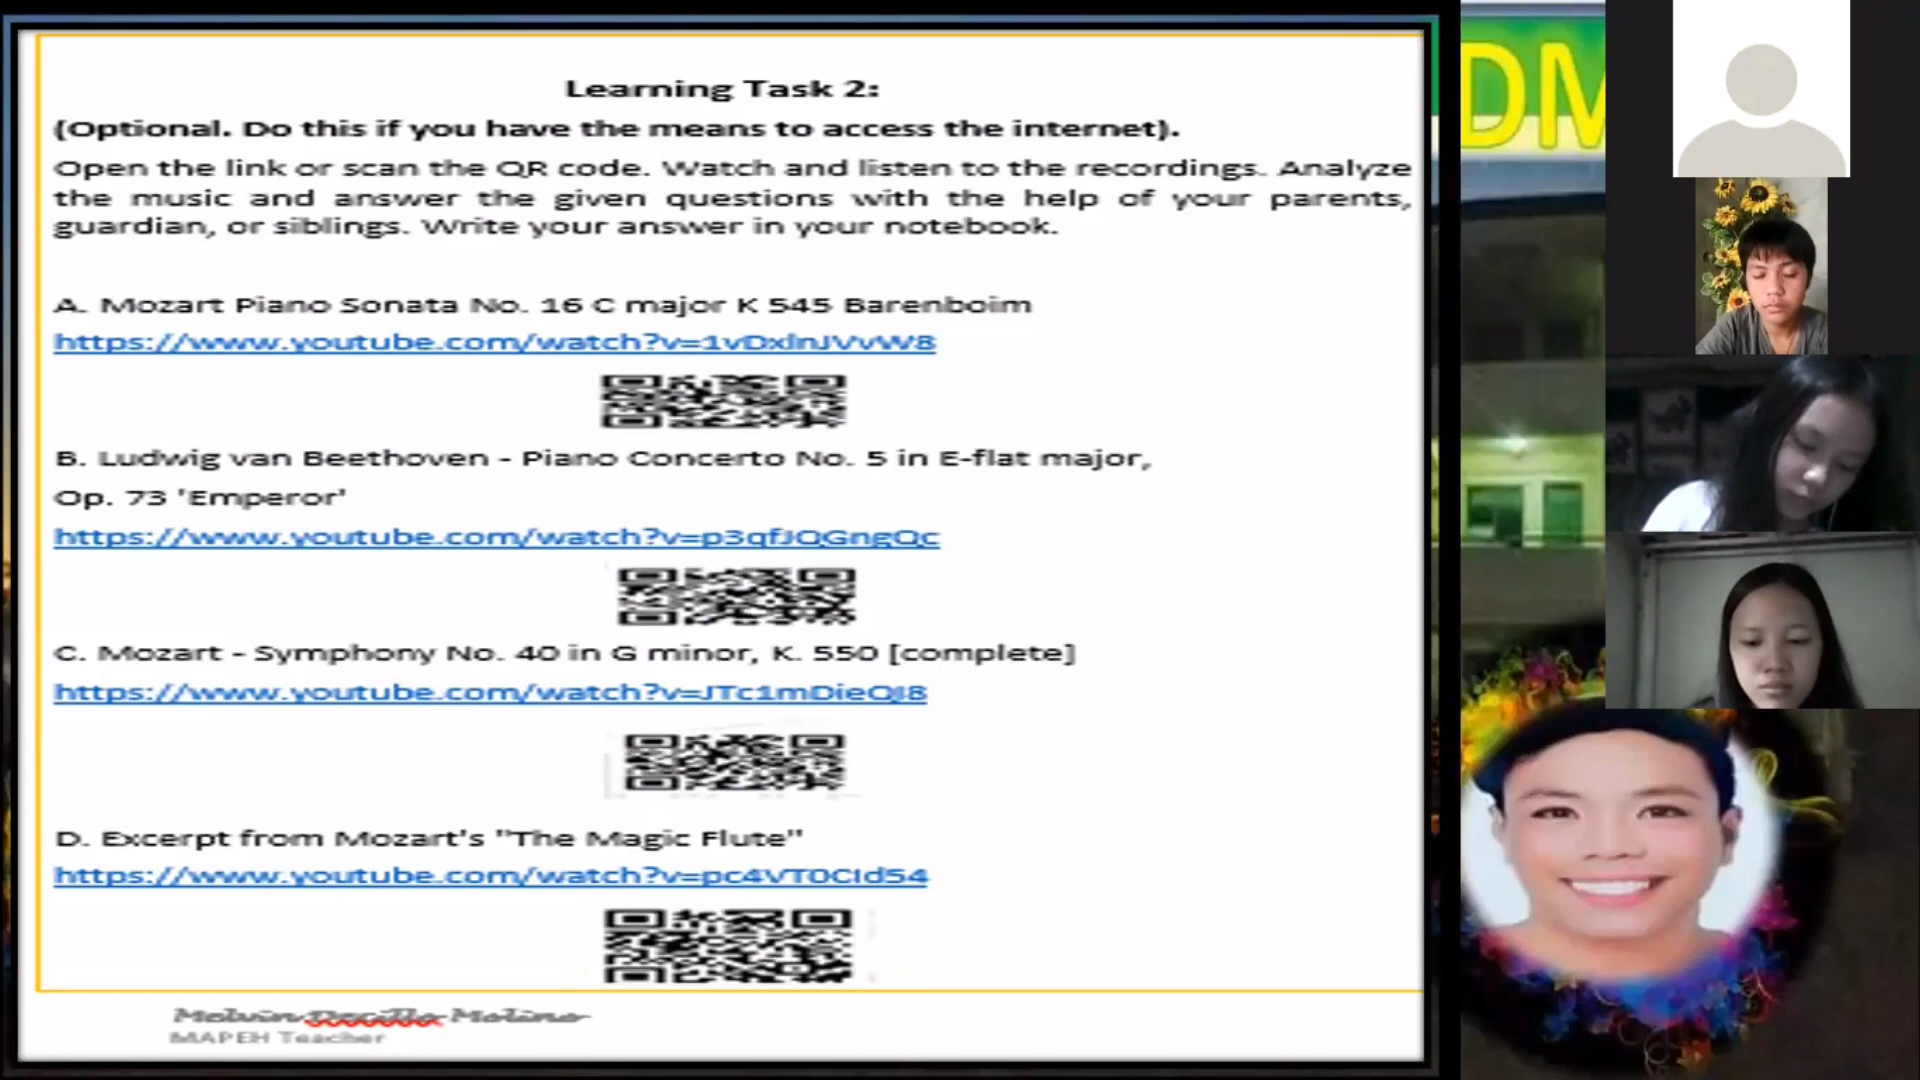 Learning Task 2:
(Optional. Do this if you have the means to access the internet).
Open the link or scan the QR code. Watch and listen to the recordings. Analyze
the music and answer the given questions with the help of your parents,
guardian, or siblings. Write your answer in your notebook.
A. Mozart Piano Sonata No. 16 C major K 545 Barenboim
https://www.youtube.com/watch?v=1vDxlnJVvW8
B. Ludwig van Beethoven - Piano Concerto No. 5 in E-flat major,
Op. 73 'Emperor'
https://www.youtube.com/watch?v=p3qfJQGngQc
C. Mozart - Symphony No. 40 in G minor, K. 550 [complete]
https://www.youtube.com/watch?v=JTc1mDieQI8
D. Excerpt from Mozart's "The Magic Flute"
https://www.youtube.com/watch?v=pc4VT0CId54
Melvin Decillo Molino
MAPEH Teacher
DM